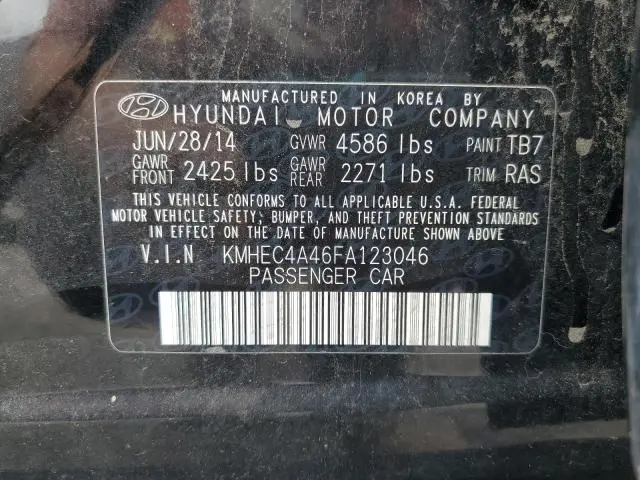 MANUFACTURED IN KOREA BY
HYUNDAI MOTOR COMPANY
JUN/28/14 GVWR 4586 lbs PAINT TB7
GAWR FRONT 2425 lbs GAWR REAR 2271 lbs TRIM RAS
THIS VEHICLE CONFORMS TO ALL APPLICABLE U.S.A. FEDERAL
MOTOR VEHICLE SAFETY, BUMPER, AND THEFT PREVENTION STANDARDS
IN EFFECT ON THE DATE OF MANUFACTURE SHOWN ABOVE
V.I.N KMHEC4A46FA123046
PASSENGER CAR